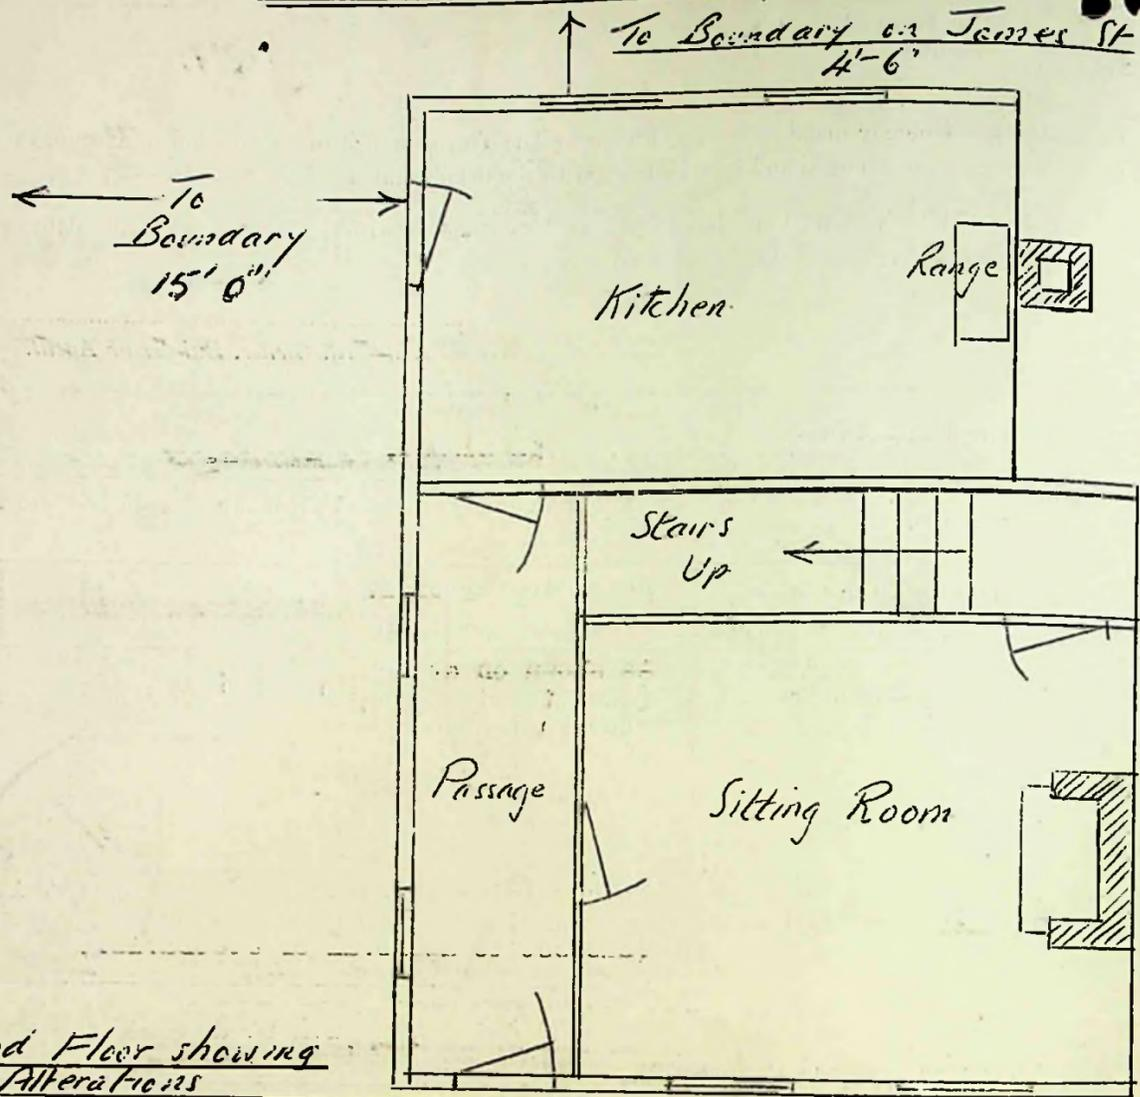 To Boundary on James St
4'-6"
To
Boundary
15' 0"
Range
Kitchen
Stairs
Up
Passage
Sitting Room
Floor showing
Alterations